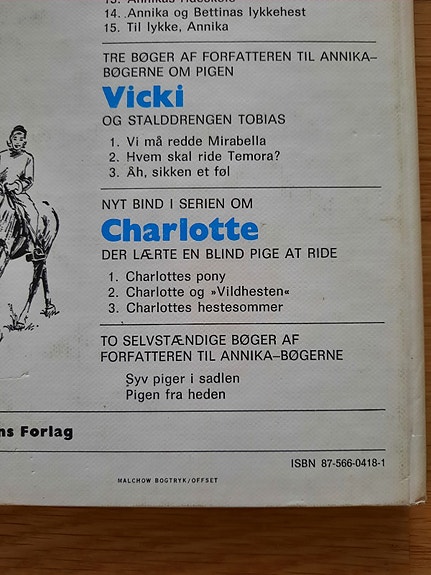 14. Annika og Bettinas lykkehest
15. Til lykke, Annika
TRE BØGER AF FORFATTEREN TIL ANNIKA–
BØGERNE OM PIGEN
Vicki
OG STALDDRENGEN TOBIAS
1. Vi må redde Mirabella
2. Hvem skal ride Temora?
3. Åh, sikken et føl
NYT BIND I SERIEN OM
Charlotte
DER LÆRTE EN BLIND PIGE AT RIDE
1. Charlottes pony
2. Charlotte og »Vildhesten«
3. Charlottes hestesommer
TO SELVSTÆNDIGE BØGER AF
FORFATTEREN TIL ANNIKA–BØGERNE
Syv piger i sadlen
Pigen fra heden
ns Forlag
ISBN 87-566-0418-1
MALCHOW BOGTRYK/OFFSET